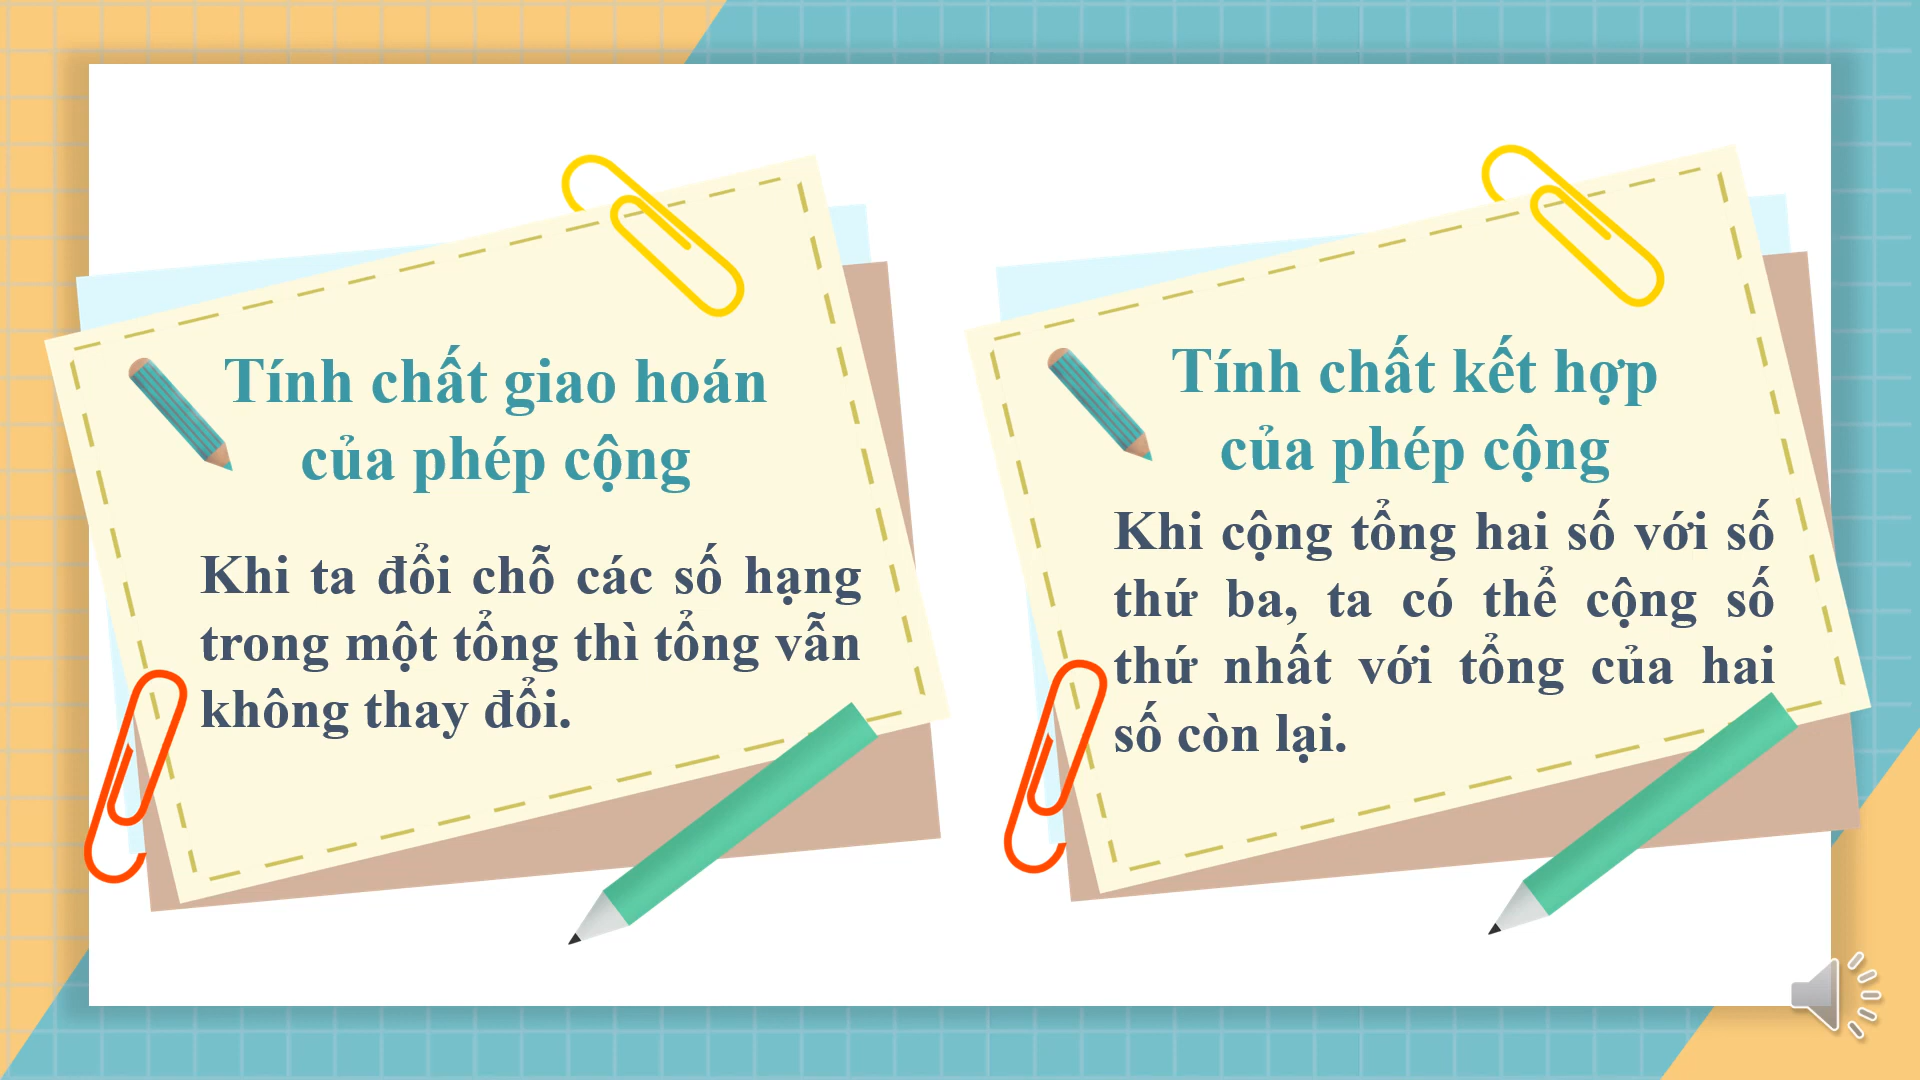 Tính chất giao hoán
của phép cộng
Khi ta đổi chỗ các số hạng
trong một tổng thì tổng vẫn
không thay đổi.
Tính chất kết hợp
của phép cộng
Khi cộng tổng hai số với số
thứ ba, ta có thể cộng số
thứ nhất với tổng của hai
số còn lại.